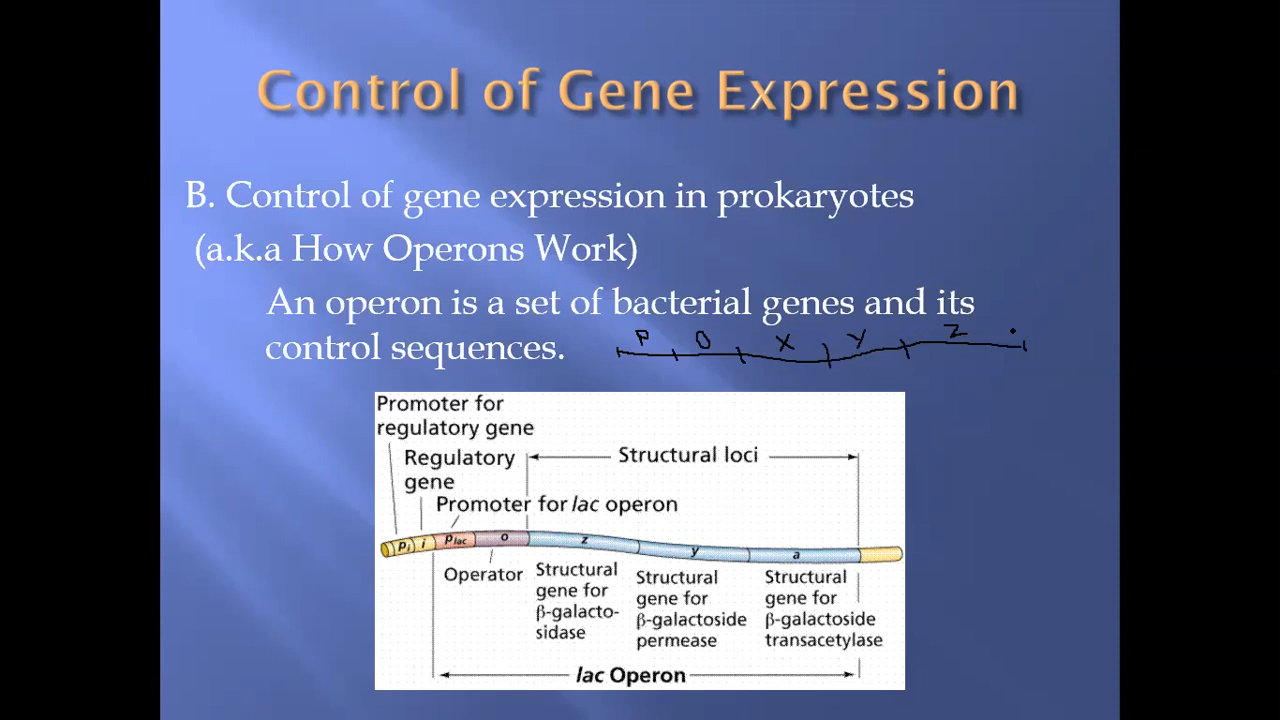 Control of Gene Expression
B. Control of gene expression in prokaryotes
(a.k.a How Operons Work)
An operon is a set of bacterial genes and its
control sequences.
P O X Y Z
Promoter for
regulatory gene
Regulatory
gene
Structural loci
Promoter for lac operon
Pi i Plac o z y a
Operator
Structural
gene for
β-galacto-
sidase
Structural
gene for
β-galactoside
permease
Structural
gene for
β-galactoside
transacetylase
lac Operon